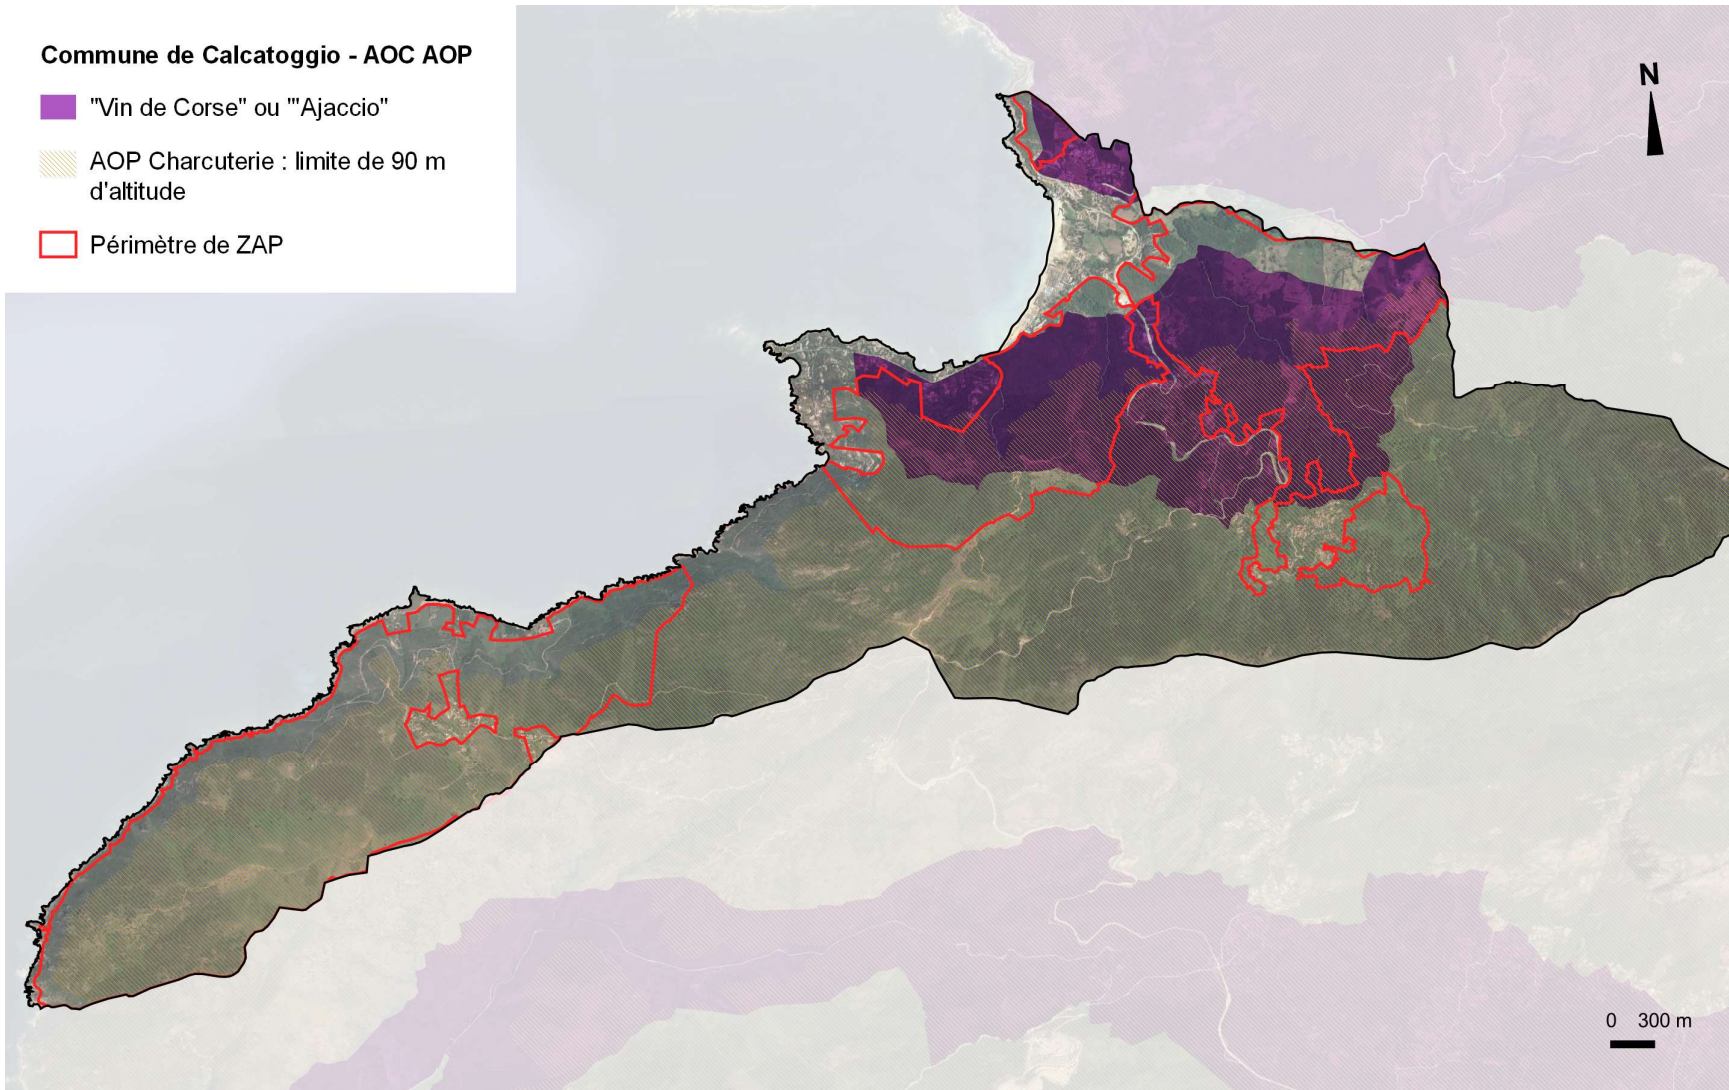 Commune de Calcatoggio - AOC AOP
"Vin de Corse" ou "'Ajaccio"
AOP Charcuterie : limite de 90 m
d'altitude
Périmètre de ZAP
N
0 300 m